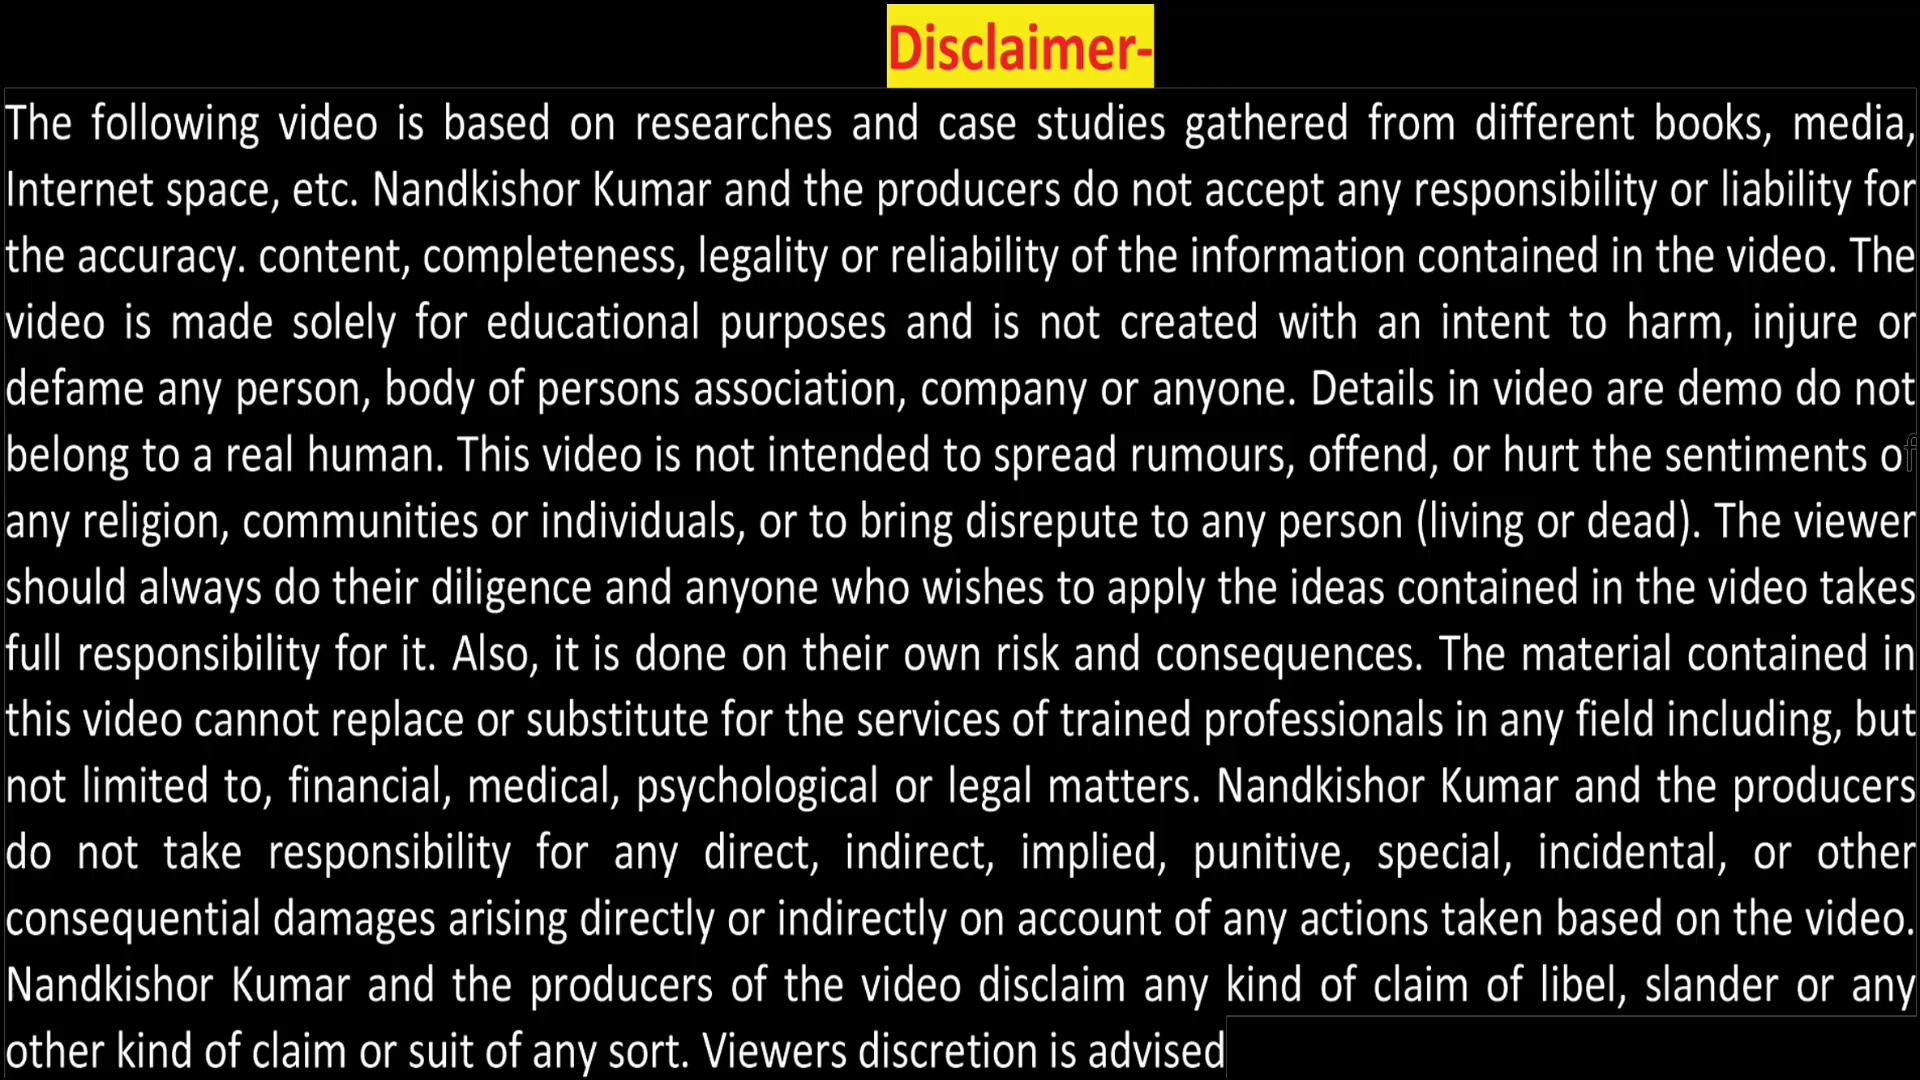 Disclaimer-
The following video is based on researches and case studies gathered from different books, media,
Internet space, etc. Nandkishor Kumar and the producers do not accept any responsibility or liability for
the accuracy. content, completeness, legality or reliability of the information contained in the video. The
video is made solely for educational purposes and is not created with an intent to harm, injure or
defame any person, body of persons association, company or anyone. Details in video are demo do not
belong to a real human. This video is not intended to spread rumours, offend, or hurt the sentiments of
any religion, communities or individuals, or to bring disrepute to any person (living or dead). The viewer
should always do their diligence and anyone who wishes to apply the ideas contained in the video takes
full responsibility for it. Also, it is done on their own risk and consequences. The material contained in
this video cannot replace or substitute for the services of trained professionals in any field including, but
not limited to, financial, medical, psychological or legal matters. Nandkishor Kumar and the producers
do not take responsibility for any direct, indirect, implied, punitive, special, incidental, or other
consequential damages arising directly or indirectly on account of any actions taken based on the video.
Nandkishor Kumar and the producers of the video disclaim any kind of claim of libel, slander or any
other kind of claim or suit of any sort. Viewers discretion is advised